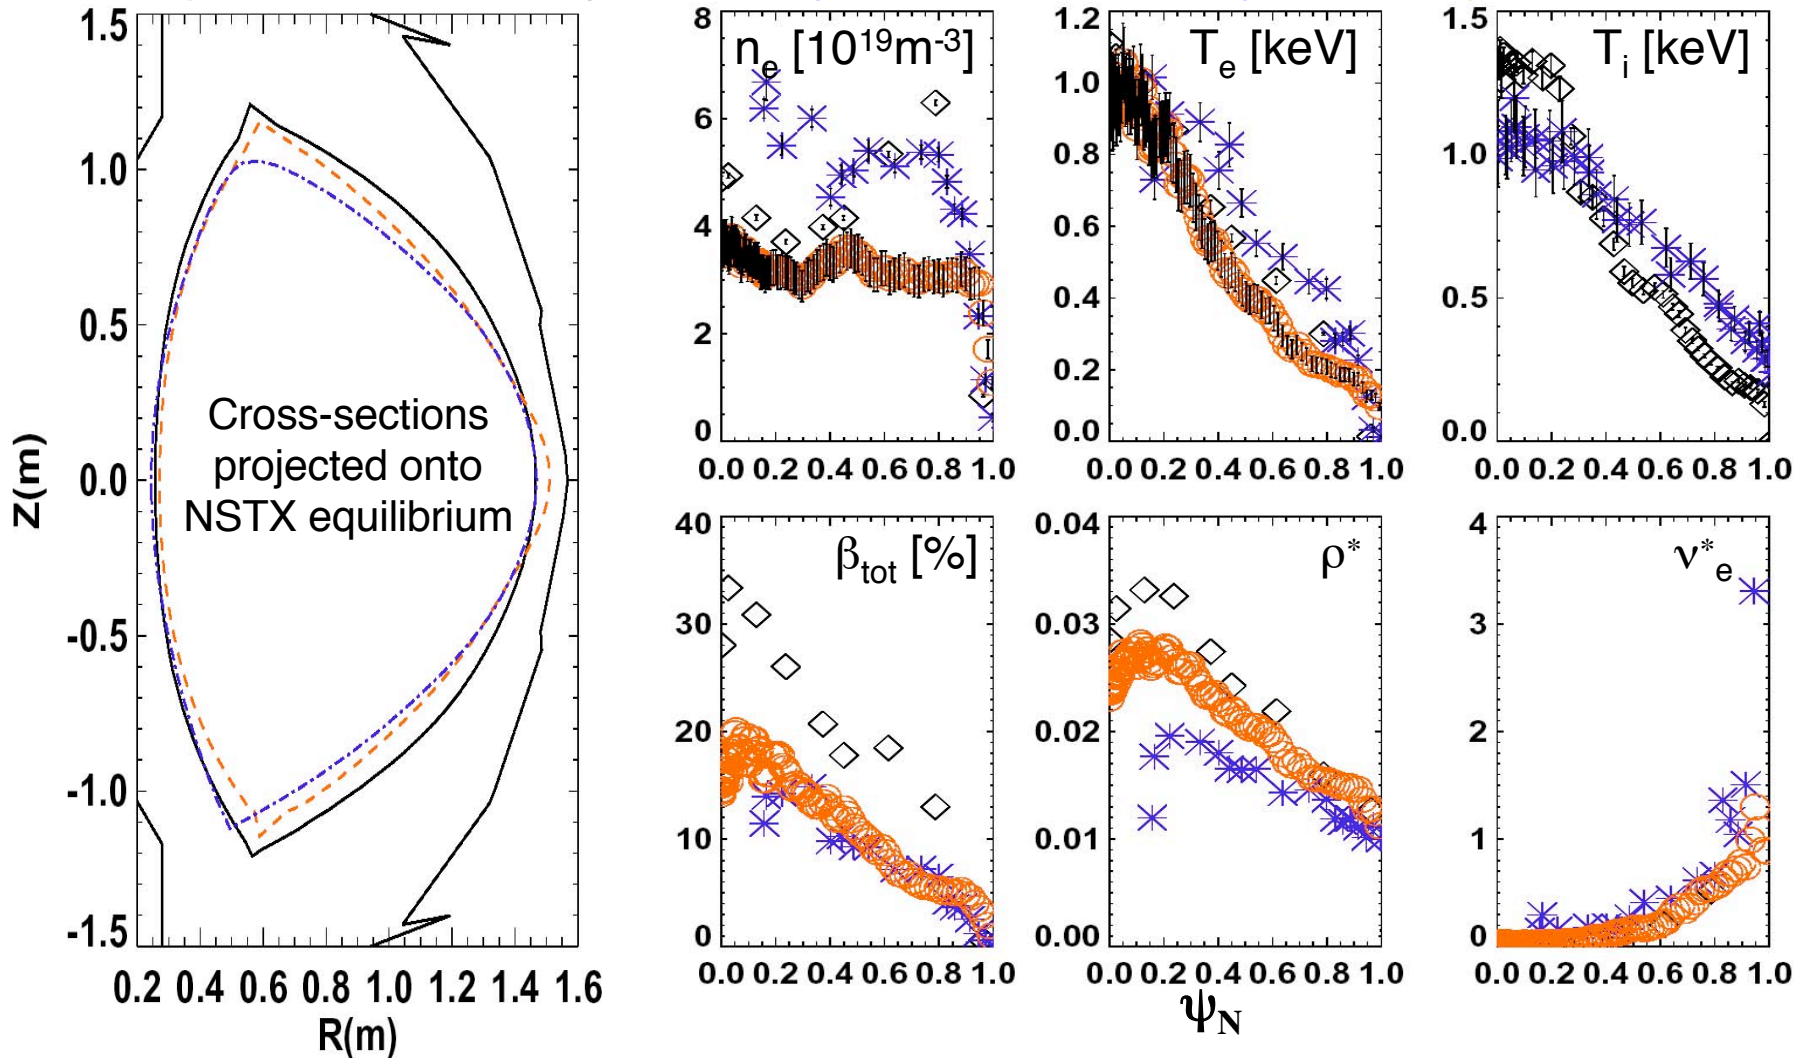 1.5
1.0
0.5
0.0
-0.5
-1.0
-1.5
Z(m)
Cross-sections
projected onto
NSTX equilibrium
0.2 0.4 0.6 0.8 1.0 1.2 1.4 1.6
R(m)
n_e [10^19 m^-3]
8
6
4
2
0
0.0 0.2 0.4 0.6 0.8 1.0
T_e [keV]
1.2
1.0
0.8
0.6
0.4
0.2
0.0
0.0 0.2 0.4 0.6 0.8 1.0
T_i [keV]
1.5
1.0
0.5
0.0
0.0 0.2 0.4 0.6 0.8 1.0
β_tot [%]
40
30
20
10
0
0.0 0.2 0.4 0.6 0.8 1.0
ρ*
0.04
0.03
0.02
0.01
0.00
0.0 0.2 0.4 0.6 0.8 1.0
ν*_e
4
3
2
1
0
0.0 0.2 0.4 0.6 0.8 1.0
ψ_N